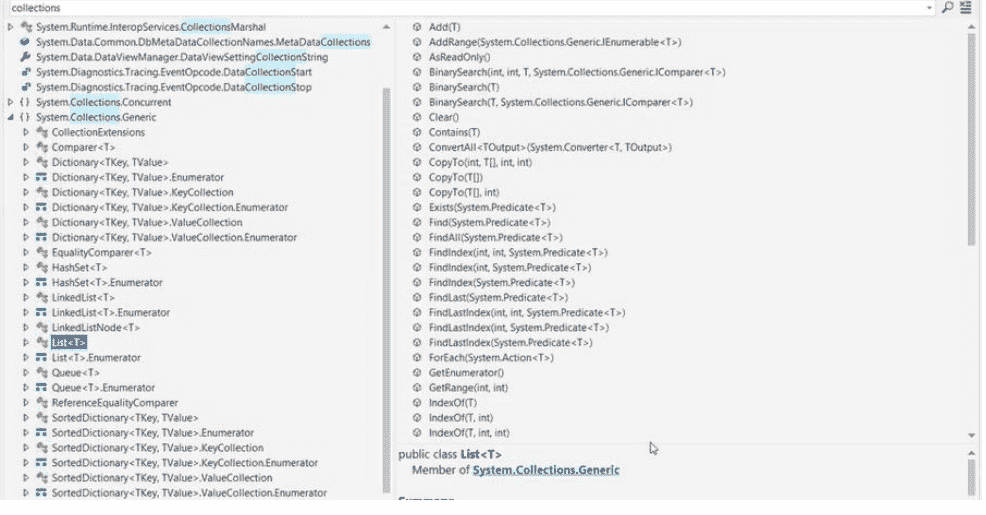 collections
System.Runtime.InteropServices.CollectionsMarshal
System.Data.Common.DbMetaDataCollectionNames.MetaDataCollections
System.Data.DataViewManager.DataViewSettingCollectionString
System.Diagnostics.Tracing.EventOpcode.DataCollectionStart
System.Diagnostics.Tracing.EventOpcode.DataCollectionStop
System.Collections.Concurrent
System.Collections.Generic
CollectionExtensions
Comparer<T>
Dictionary<TKey, TValue>
Dictionary<TKey, TValue>.Enumerator
Dictionary<TKey, TValue>.KeyCollection
Dictionary<TKey, TValue>.KeyCollection.Enumerator
Dictionary<TKey, TValue>.ValueCollection
Dictionary<TKey, TValue>.ValueCollection.Enumerator
EqualityComparer<T>
HashSet<T>
HashSet<T>.Enumerator
LinkedList<T>
LinkedList<T>.Enumerator
LinkedListNode<T>
List<T>
List<T>.Enumerator
Queue<T>
Queue<T>.Enumerator
ReferenceEqualityComparer
SortedDictionary<TKey, TValue>
SortedDictionary<TKey, TValue>.Enumerator
SortedDictionary<TKey, TValue>.KeyCollection
SortedDictionary<TKey, TValue>.KeyCollection.Enumerator
SortedDictionary<TKey, TValue>.ValueCollection
SortedDictionary<TKey, TValue>.ValueCollection.Enumerator
Add(T)
AddRange(System.Collections.Generic.IEnumerable<T>)
AsReadOnly()
BinarySearch(int, int, T, System.Collections.Generic.IComparer<T>)
BinarySearch(T)
BinarySearch(T, System.Collections.Generic.IComparer<T>)
Clear()
Contains(T)
ConvertAll<TOutput>(System.Converter<T, TOutput>)
CopyTo(int, T[], int, int)
CopyTo(T[])
CopyTo(T[], int)
Exists(System.Predicate<T>)
Find(System.Predicate<T>)
FindAll(System.Predicate<T>)
FindIndex(int, int, System.Predicate<T>)
FindIndex(int, System.Predicate<T>)
FindIndex(System.Predicate<T>)
FindLast(System.Predicate<T>)
FindLastIndex(int, int, System.Predicate<T>)
FindLastIndex(int, System.Predicate<T>)
FindLastIndex(System.Predicate<T>)
ForEach(System.Action<T>)
GetEnumerator()
GetRange(int, int)
IndexOf(T)
IndexOf(T, int)
IndexOf(T, int, int)
public class List<T>
Member of System.Collections.Generic